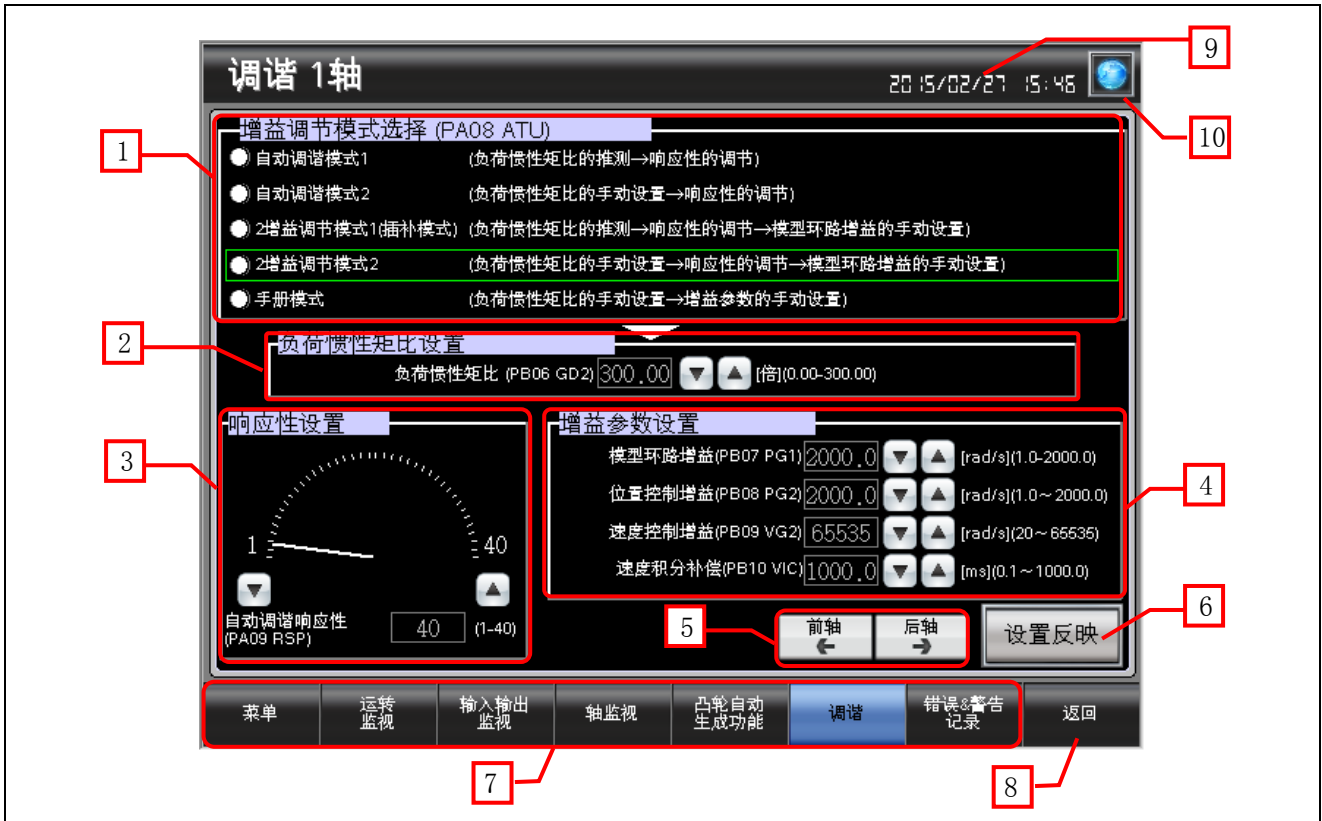 9
调谐 1轴
2015/02/27 15:46
10
1
增益调节模式选择 (PA08 ATU)
自动调谐模式1 (负荷惯性矩比的推测→响应性的调节)
自动调谐模式2 (负荷惯性矩比的手动设置→响应性的调节)
2增益调节模式1(插补模式) (负荷惯性矩比的推测→响应性的调节→模型环路增益的手动设置)
2增益调节模式2 (负荷惯性矩比的手动设置→响应性的调节→模型环路增益的手动设置)
手册模式 (负荷惯性矩比的手动设置→增益参数的手动设置)
2
负荷惯性矩比设置
负荷惯性矩比 (PB06 GD2) 300.00 [倍](0.00-300.00)
3
响应性设置
1 40
自动调谐响应性
(PA09 RSP) 40 (1-40)
增益参数设置
模型环路增益(PB07 PG1) 2000.0 [rad/s](1.0-2000.0)
位置控制增益(PB08 PG2) 2000.0 [rad/s](1.0～2000.0)
速度控制增益(PB09 VG2) 65535 [rad/s](20～65535)
速度积分补偿(PB10 VIC) 1000.0 [ms](0.1～1000.0)
4
5
前轴
后轴
设置反映
6
菜单
运转
监视
输入输出
监视
轴监视
凸轮自动
生成功能
调谐
错误&警告
记录
返回
7
8